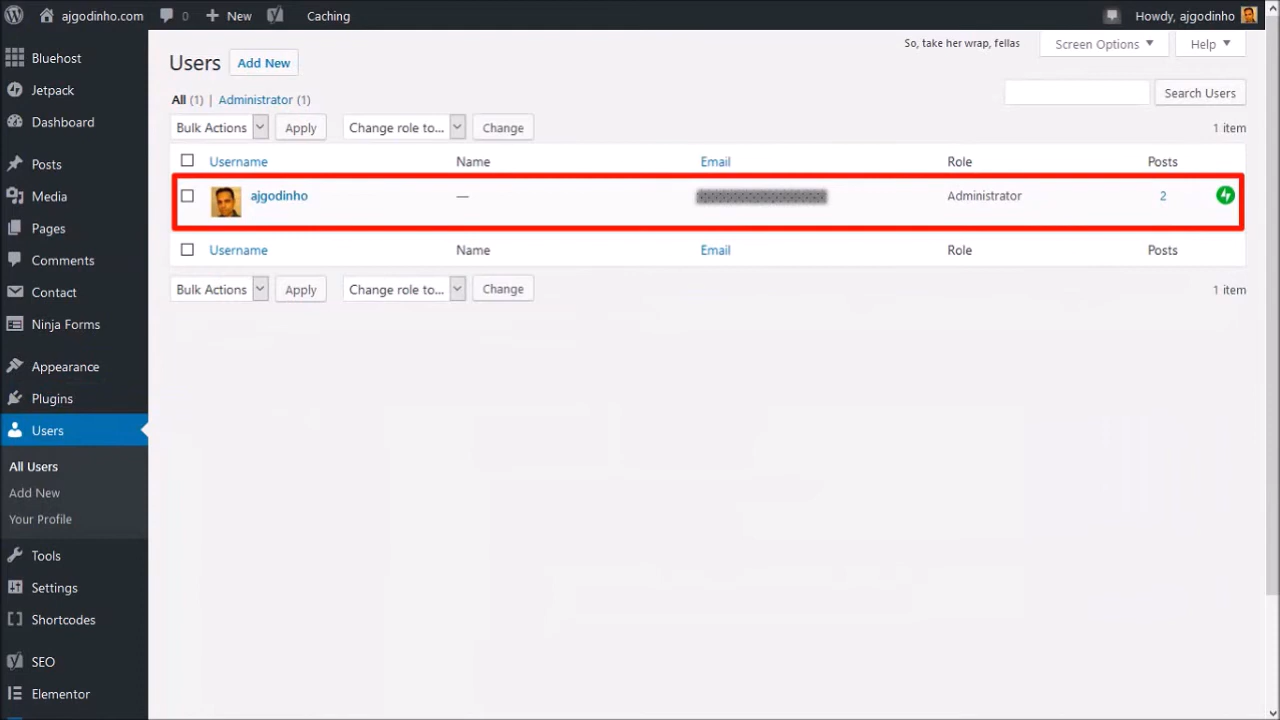 ajgodinho.com 0 New Caching Howdy, ajgodinho
Bluehost
Jetpack
Dashboard
Posts
Media
Pages
Comments
Contact
Ninja Forms
Appearance
Plugins
Users
All Users
Add New
Your Profile
Tools
Settings
Shortcodes
SEO
Elementor
So, take her wrap, fellas Screen Options Help
Users Add New
All (1) | Administrator (1) Search Users
Bulk Actions Apply Change role to... Change 1 item
Username Name Email Role Posts
ajgodinho — Administrator 2
Username Name Email Role Posts
Bulk Actions Apply Change role to... Change 1 item